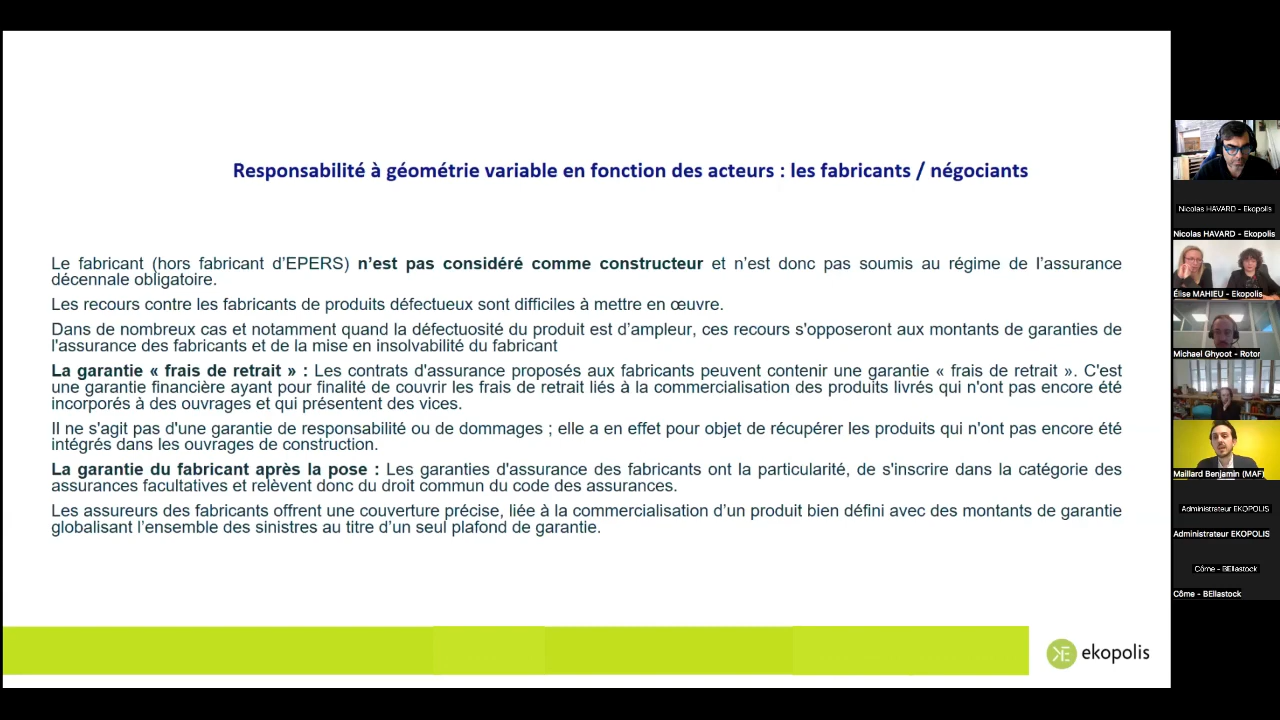 Responsabilité à géométrie variable en fonction des acteurs : les fabricants / négociants
Le fabricant (hors fabricant d’EPERS) n’est pas considéré comme constructeur et n’est donc pas soumis au régime de l’assurance
décennale obligatoire.
Les recours contre les fabricants de produits défectueux sont difficiles à mettre en œuvre.
Dans de nombreux cas et notamment quand la défectuosité du produit est d’ampleur, ces recours s'opposeront aux montants de garanties de
l'assurance des fabricants et de la mise en insolvabilité du fabricant
La garantie « frais de retrait » : Les contrats d'assurance proposés aux fabricants peuvent contenir une garantie « frais de retrait ». C'est
une garantie financière ayant pour finalité de couvrir les frais de retrait liés à la commercialisation des produits livrés qui n'ont pas encore été
incorporés à des ouvrages et qui présentent des vices.
Il ne s'agit pas d'une garantie de responsabilité ou de dommages ; elle a en effet pour objet de récupérer les produits qui n'ont pas encore été
intégrés dans les ouvrages de construction.
La garantie du fabricant après la pose : Les garanties d'assurance des fabricants ont la particularité, de s'inscrire dans la catégorie des
assurances facultatives et relèvent donc du droit commun du code des assurances.
Les assureurs des fabricants offrent une couverture précise, liée à la commercialisation d’un produit bien défini avec des montants de garantie
globalisant l’ensemble des sinistres au titre d’un seul plafond de garantie.
ekopolis
Nicolas HAVARD - Ekopolis
Nicolas HAVARD - Ekopolis
Élise MAHIEU - Ekopolis
Michael Ghyoot - Rotor
Maillard Benjamin (MAF)
Administrateur EKOPOLIS
Administrateur EKOPOLIS
Côme - BEllastock
Côme - BEllastock